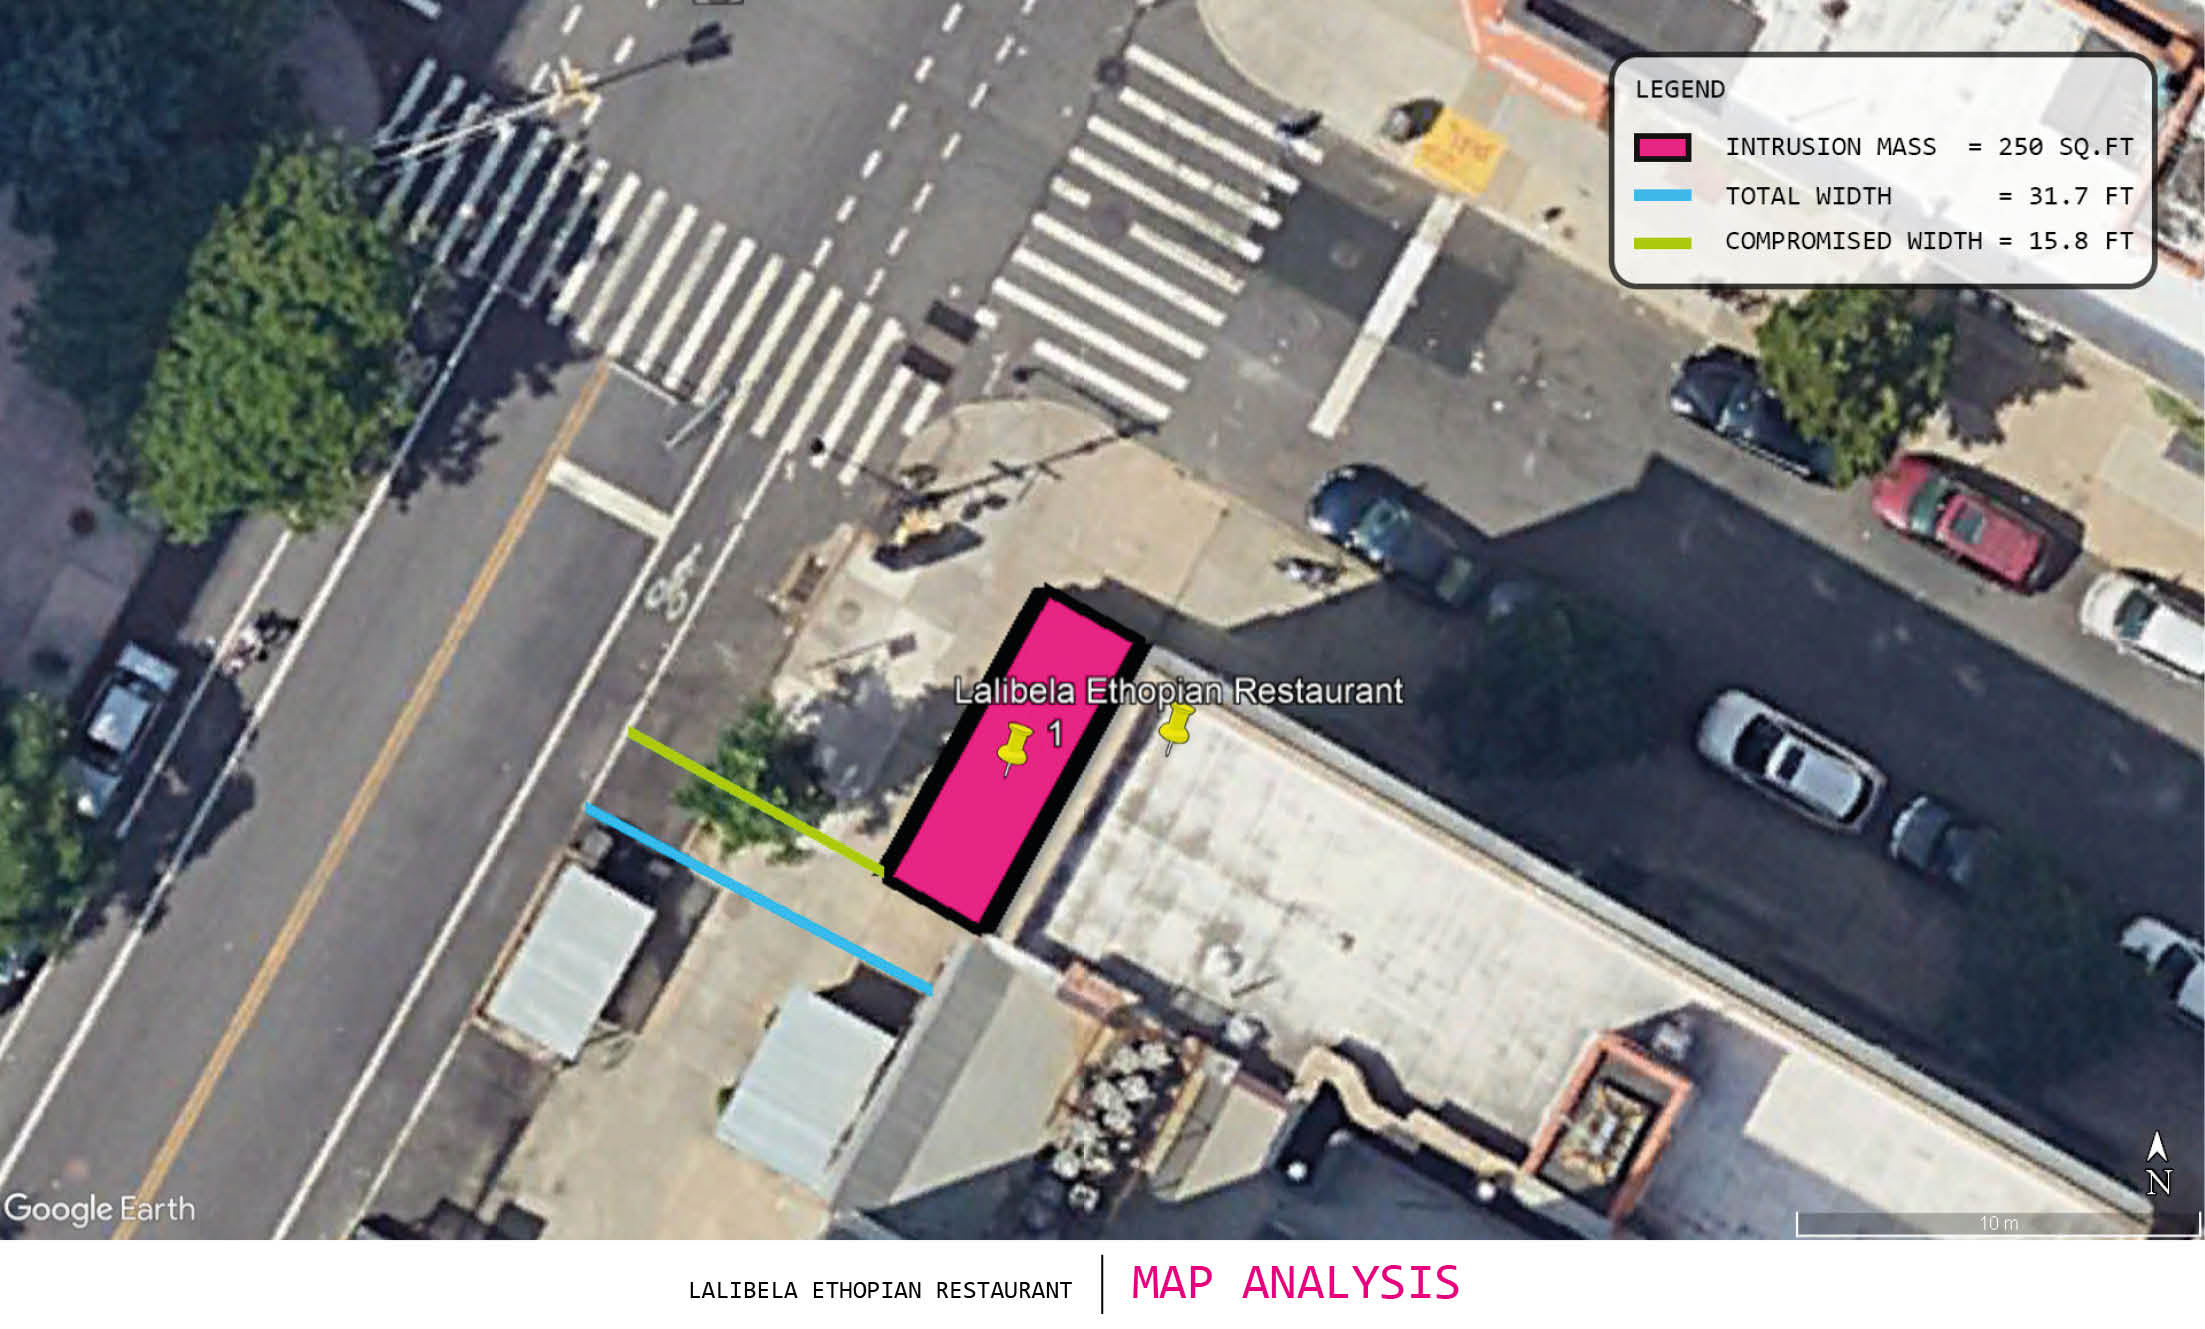 LEGEND
INTRUSION MASS = 250 SQ.FT
TOTAL WIDTH = 31.7 FT
COMPROMISED WIDTH = 15.8 FT
Lalibela Ethopian Restaurant
1
N
Google Earth
10 m
LALIBELA ETHOPIAN RESTAURANT
MAP ANALYSIS